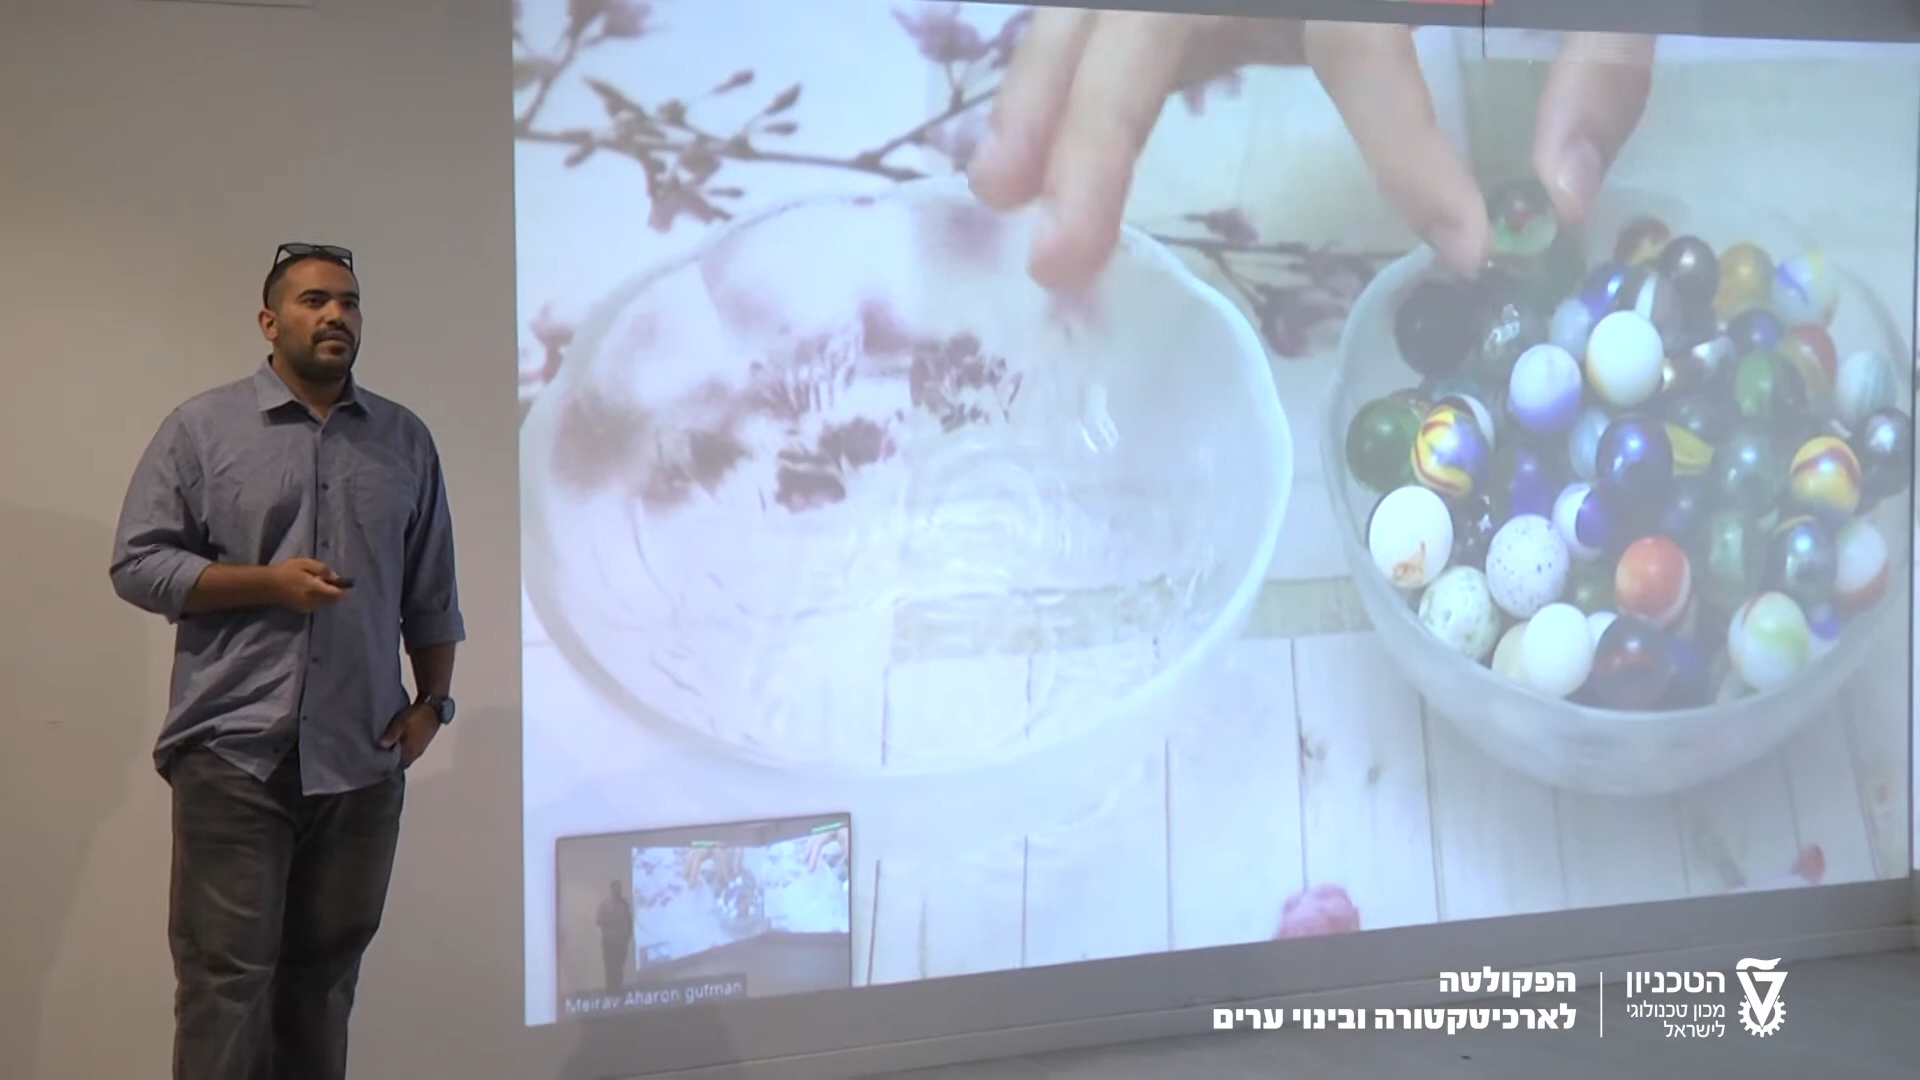 Meirav Aharon gutman
הפקולטה
לארכיטקטורה ובינוי ערים
הטכניון
מכון טכנולוגי
לישראל